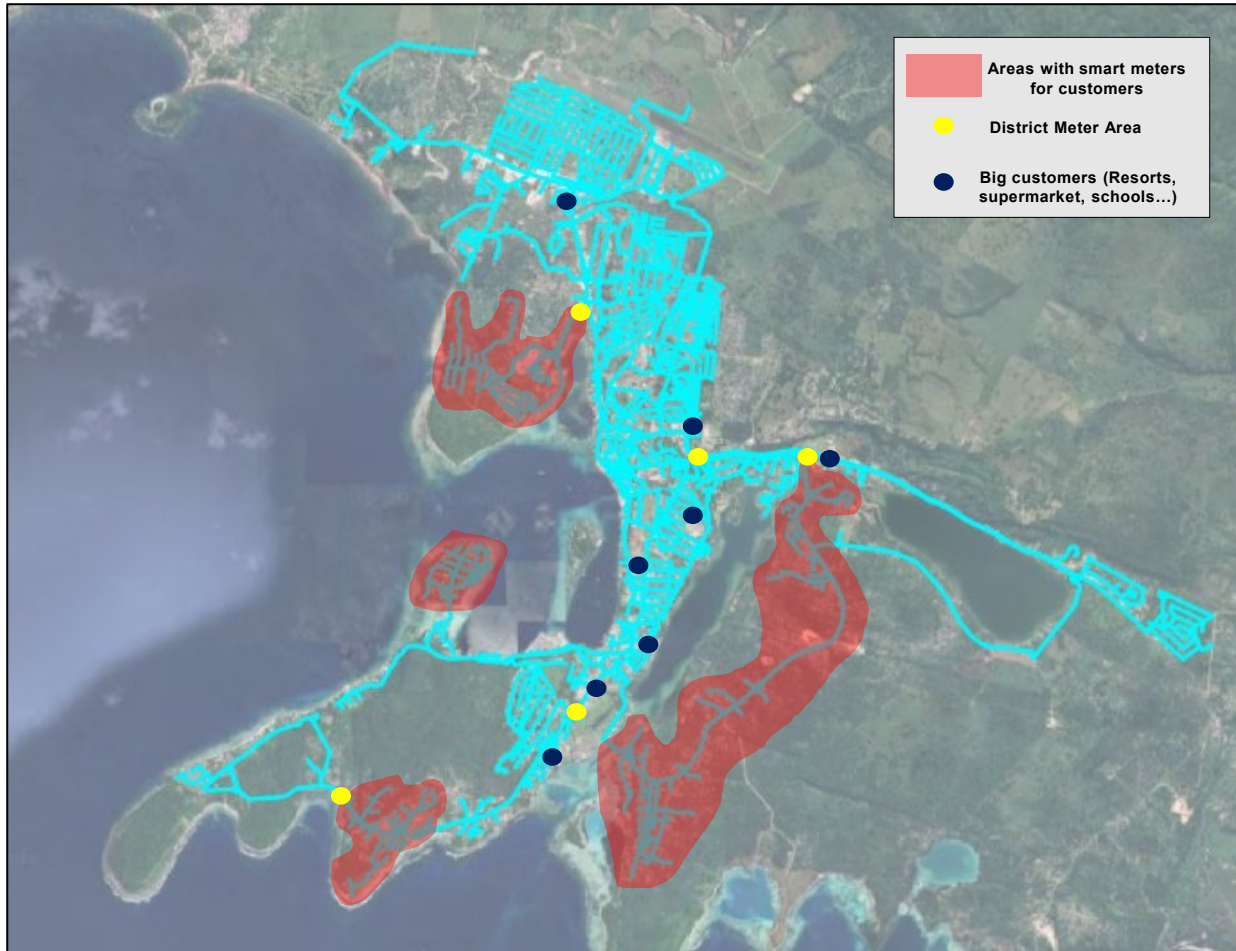 Areas with smart meters
for customers
District Meter Area
Big customers (Resorts,
supermarket, schools...)